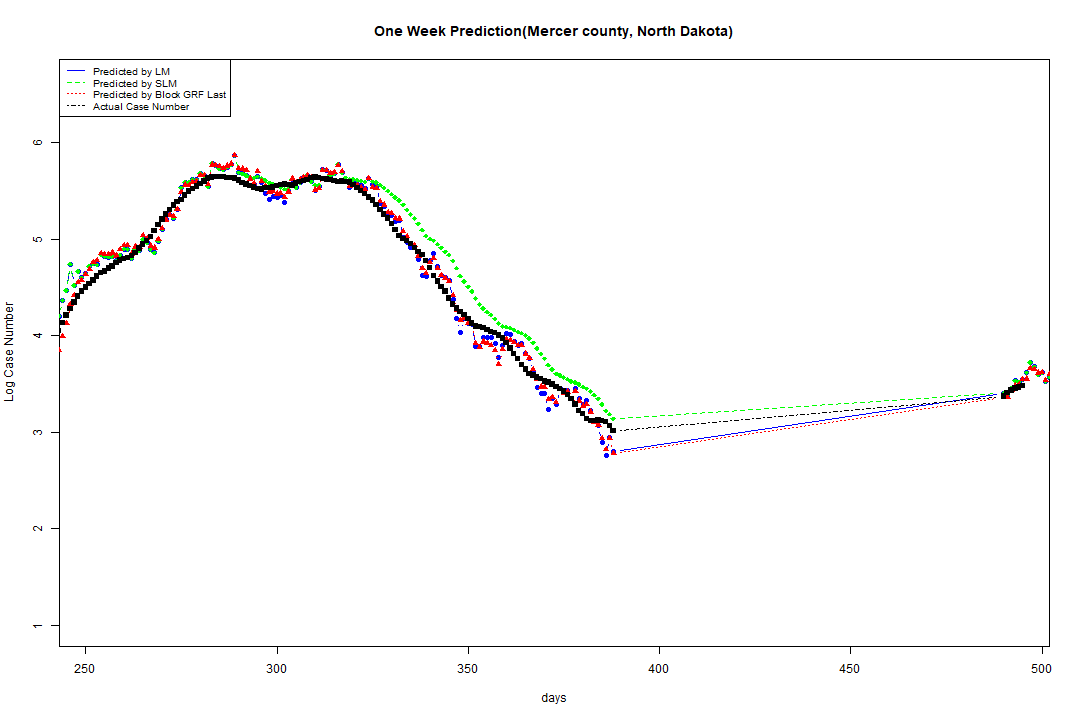 One Week Prediction(Mercer county, North Dakota)
Predicted by LM
Predicted by SLM
Predicted by Block GRF Last
Actual Case Number
Log Case Number
6
5
4
3
2
1
250 300 350 400 450 500
days